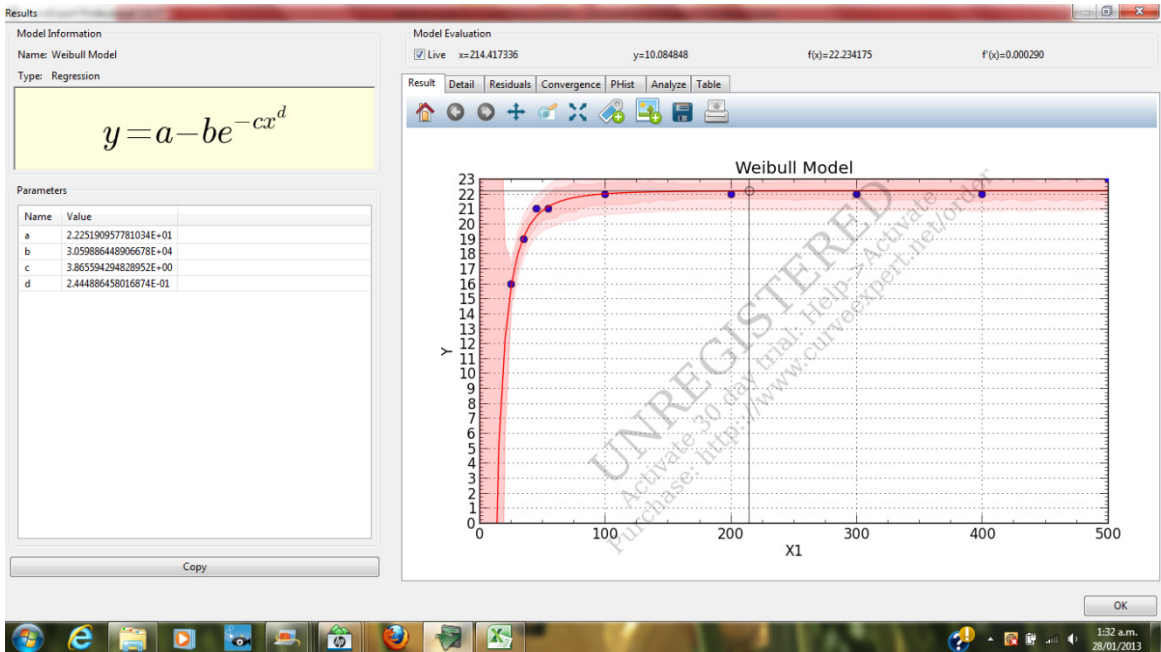 Results
Model Information
Name: Weibull Model
Type: Regression
y=a−be^{−cx^d}
Parameters
Name Value
a 2.225190957781034E+01
b 3.059886448906678E+04
c 3.865594294828952E+00
d 2.444886458016874E-01
Copy
Model Evaluation
Live x=214.417336 y=10.084848 f(x)=22.234175 f'(x)=0.000290
Result Detail Residuals Convergence PHist Analyze Table
Weibull Model
23
22
21
20
19
18
17
16
15
14
13
12
11
10
9
8
7
6
5
4
3
2
1
0
Y
0 100 200 300 400 500
X1
UNREGISTERED
Activate 30 day trial: Help->Activate
Purchase: http://www.curveexpert.net/order
OK
hp
1:32 a.m.
28/01/2013